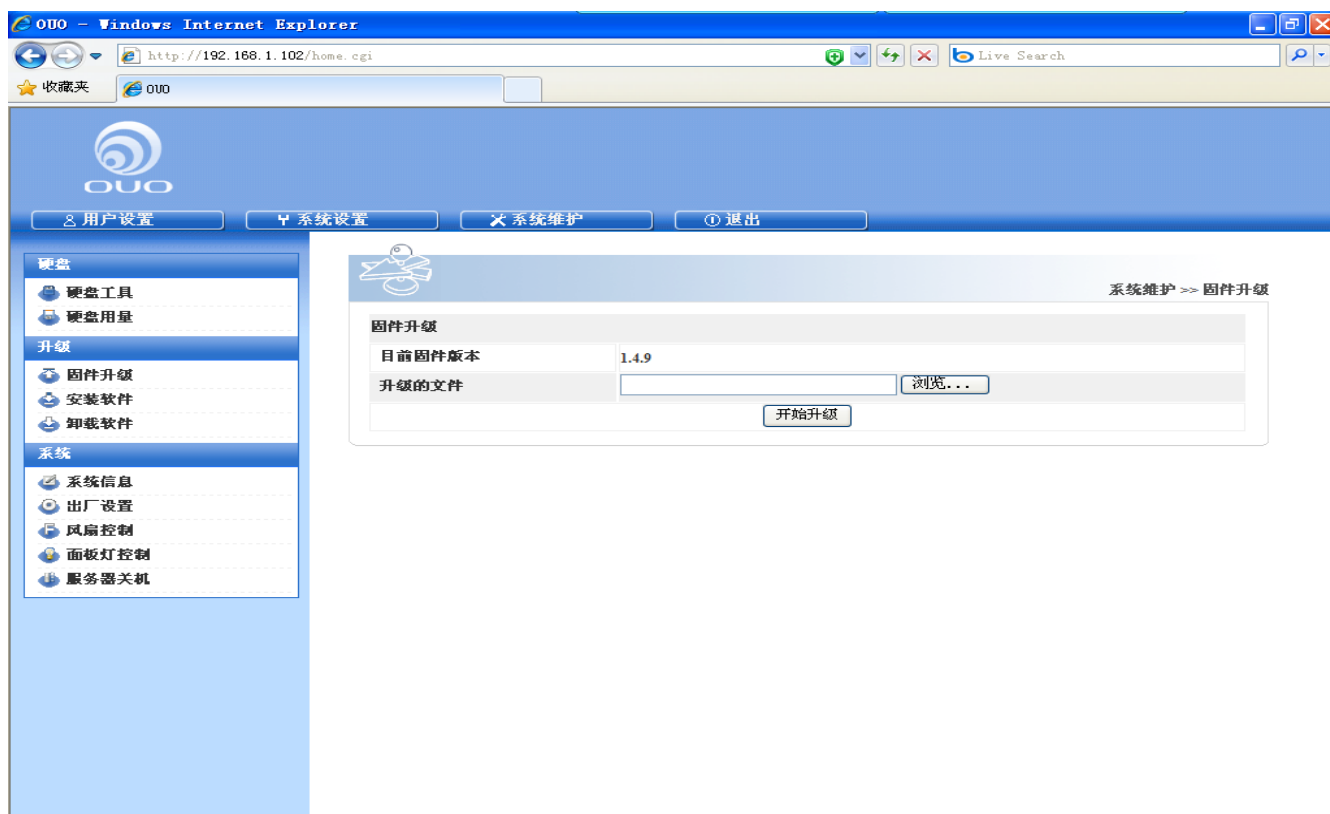 OUO - Windows Internet Explorer
http://192.168.1.102/home.cgi
Live Search
收藏夹
OUO
OUO
用户设置
系统设置
系统维护
退出
硬盘
硬盘工具
硬盘用量
升级
固件升级
安装软件
卸载软件
系统
系统信息
出厂设置
风扇控制
面板灯控制
服务器关机
系统维护 >> 固件升级
固件升级
目前固件版本 1.4.9
升级的文件 浏览...
开始升级